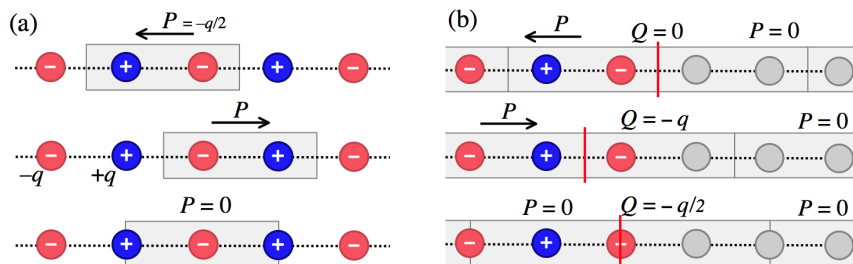 (a)
P = −q/2
− + − + −
P
− + − + −
−q +q
P = 0
− + − + −
(b)
P Q = 0 P = 0
− + −
P Q = −q P = 0
− + −
P = 0 Q = −q/2 P = 0
− + −